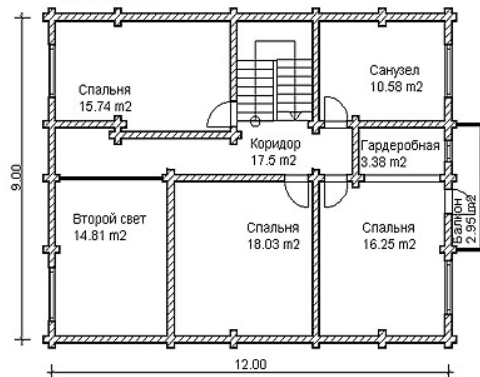 Спальня
15.74 m2
Санузел
10.58 m2
Коридор
17.5 m2
Гардеробная
3.38 m2
9.00
Второй свет
14.81 m2
Спальня
18.03 m2
Спальня
16.25 m2
Балкон
2.95 m2
12.00